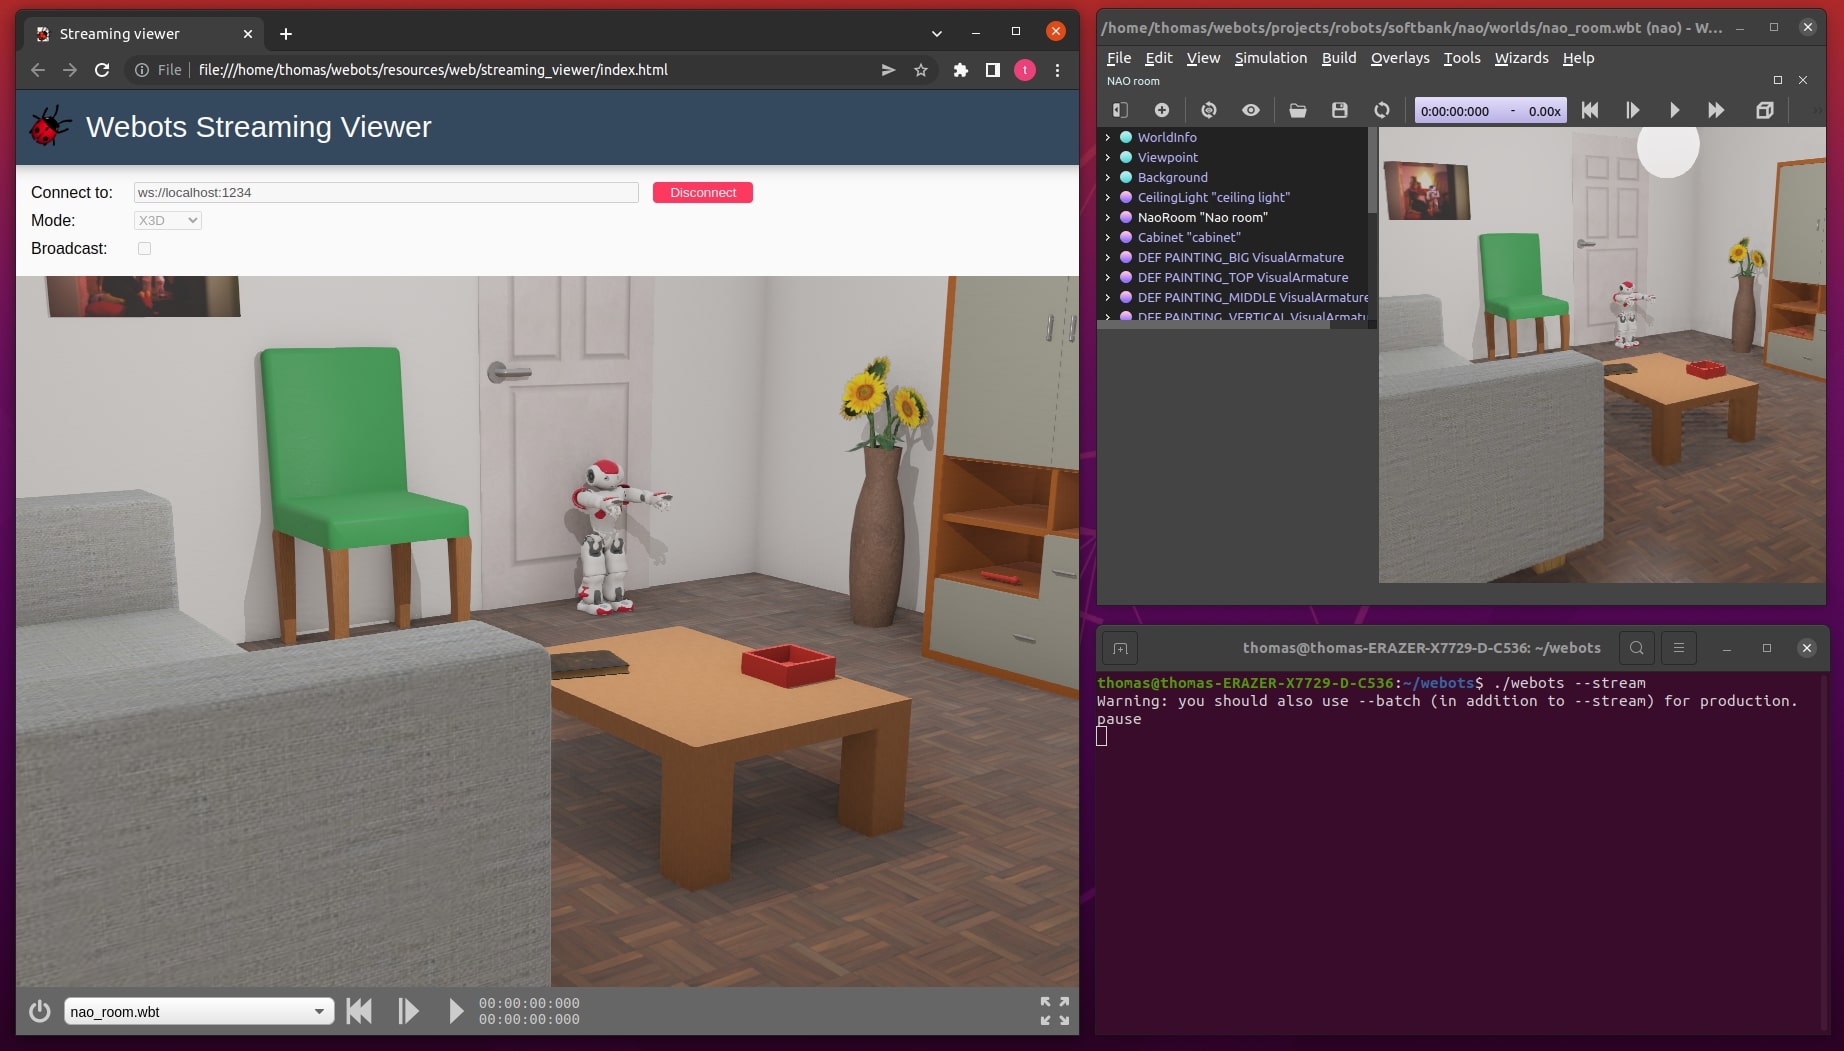 Streaming viewer
File
file:///home/thomas/webots/resources/web/streaming_viewer/index.html
t
Webots Streaming Viewer
Connect to:
ws://localhost:1234
Disconnect
Mode:
X3D
Broadcast:
nao_room.wbt
00:00:00:000
00:00:00:000
/home/thomas/webots/projects/robots/softbank/nao/worlds/nao_room.wbt (nao) - W...
File Edit View Simulation Build Overlays Tools Wizards Help
NAO room
0:00:00:000 - 0.00x
WorldInfo
Viewpoint
Background
CeilingLight "ceiling light"
NaoRoom "Nao room"
Cabinet "cabinet"
DEF PAINTING_BIG VisualArmature
DEF PAINTING_TOP VisualArmature
DEF PAINTING_MIDDLE VisualArmature
DEF PAINTING_VERTICAL VisualArmatu
thomas@thomas-ERAZER-X7729-D-C536: ~/webots
thomas@thomas-ERAZER-X7729-D-C536:~/webots$ ./webots --stream
Warning: you should also use --batch (in addition to --stream) for production.
pause